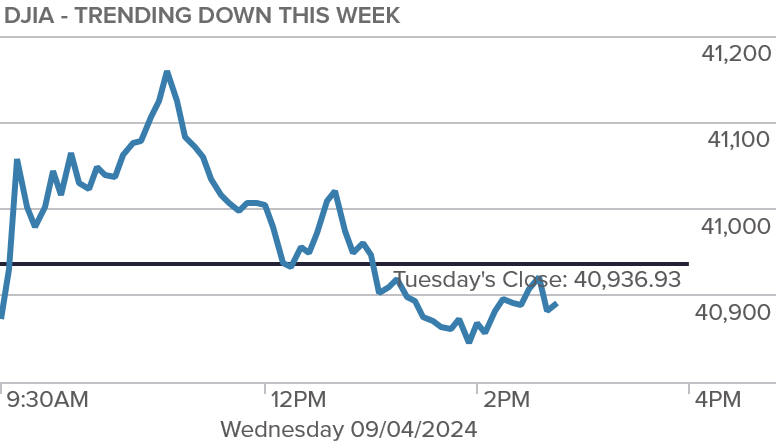 DJIA - TRENDING DOWN THIS WEEK
41,200
41,100
41,000
Tuesday's Close: 40,936.93
40,900
9:30AM 12PM 2PM 4PM
Wednesday 09/04/2024